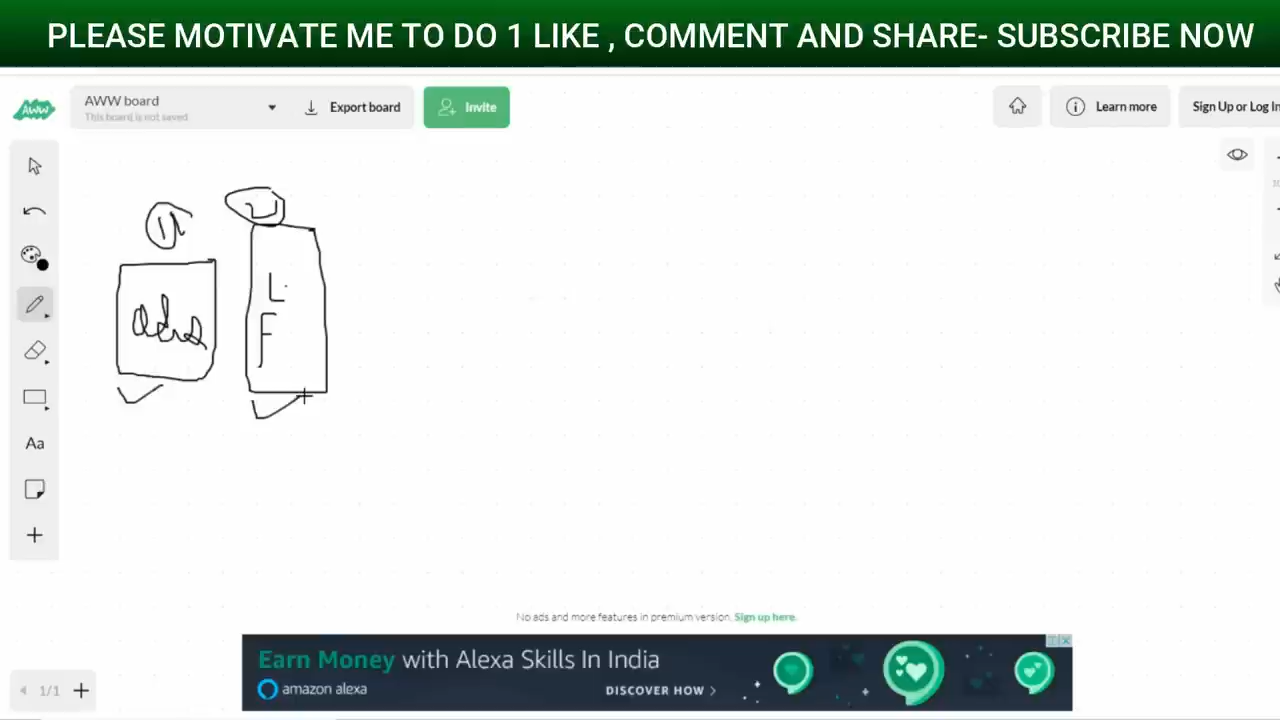 PLEASE MOTIVATE ME TO DO 1 LIKE , COMMENT AND SHARE- SUBSCRIBE NOW
AWW
AWW board
This board is not saved
Export board
Invite
Learn more
Sign Up or Log In
L
F
Aa
No ads and more features in premium version. Sign up here.
Earn Money with Alexa Skills In India
amazon alexa
DISCOVER NOW
1/1